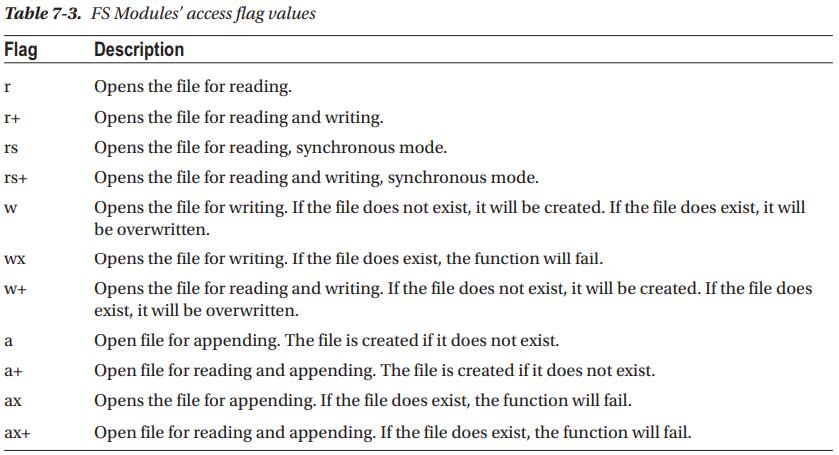 Table 7-3. FS Modules’ access flag values
Flag Description
r Opens the file for reading.
r+ Opens the file for reading and writing.
rs Opens the file for reading, synchronous mode.
rs+ Opens the file for reading and writing, synchronous mode.
w Opens the file for writing. If the file does not exist, it will be created. If the file does exist, it will
be overwritten.
wx Opens the file for writing. If the file does exist, the function will fail.
w+ Opens the file for reading and writing. If the file does not exist, it will be created. If the file does
exist, it will be overwritten.
a Open file for appending. The file is created if it does not exist.
a+ Open file for reading and appending. The file is created if it does not exist.
ax Opens the file for appending. If the file does exist, the function will fail.
ax+ Open file for reading and appending. If the file does exist, the function will fail.